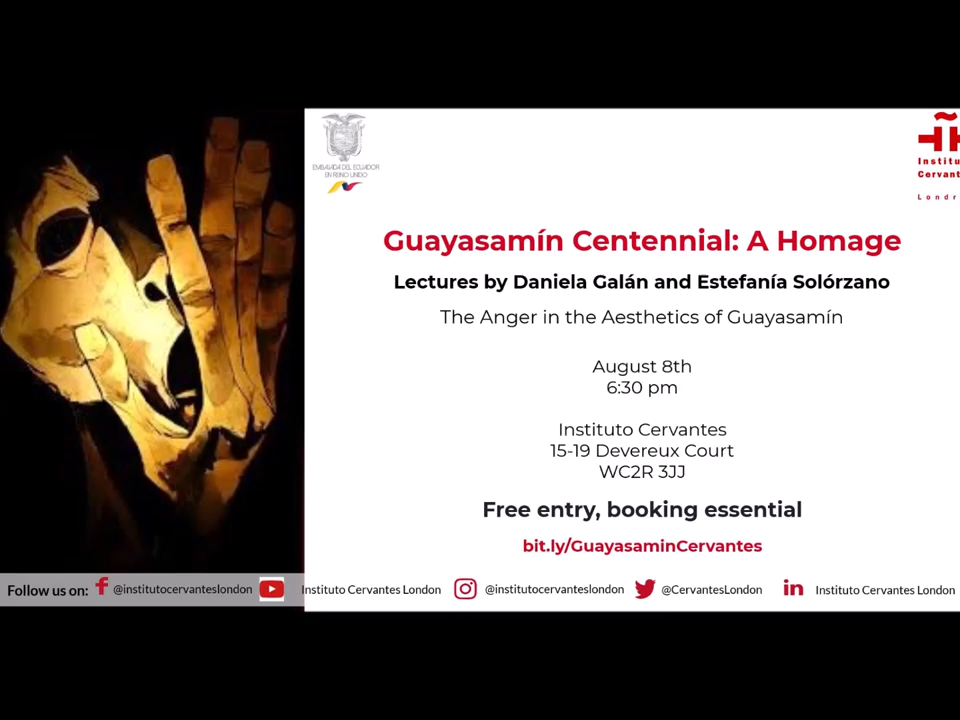 EMBAJADA DEL ECUADOR
EN REINO UNIDO
Institu
Cervant
Londr
Guayasamín Centennial: A Homage
Lectures by Daniela Galán and Estefanía Solórzano
The Anger in the Aesthetics of Guayasamín
August 8th
6:30 pm
Instituto Cervantes
15-19 Devereux Court
WC2R 3JJ
Free entry, booking essential
bit.ly/GuayasaminCervantes
Follow us on: @institutocervanteslondon Instituto Cervantes London @institutocervanteslondon @CervantesLondon Instituto Cervantes London